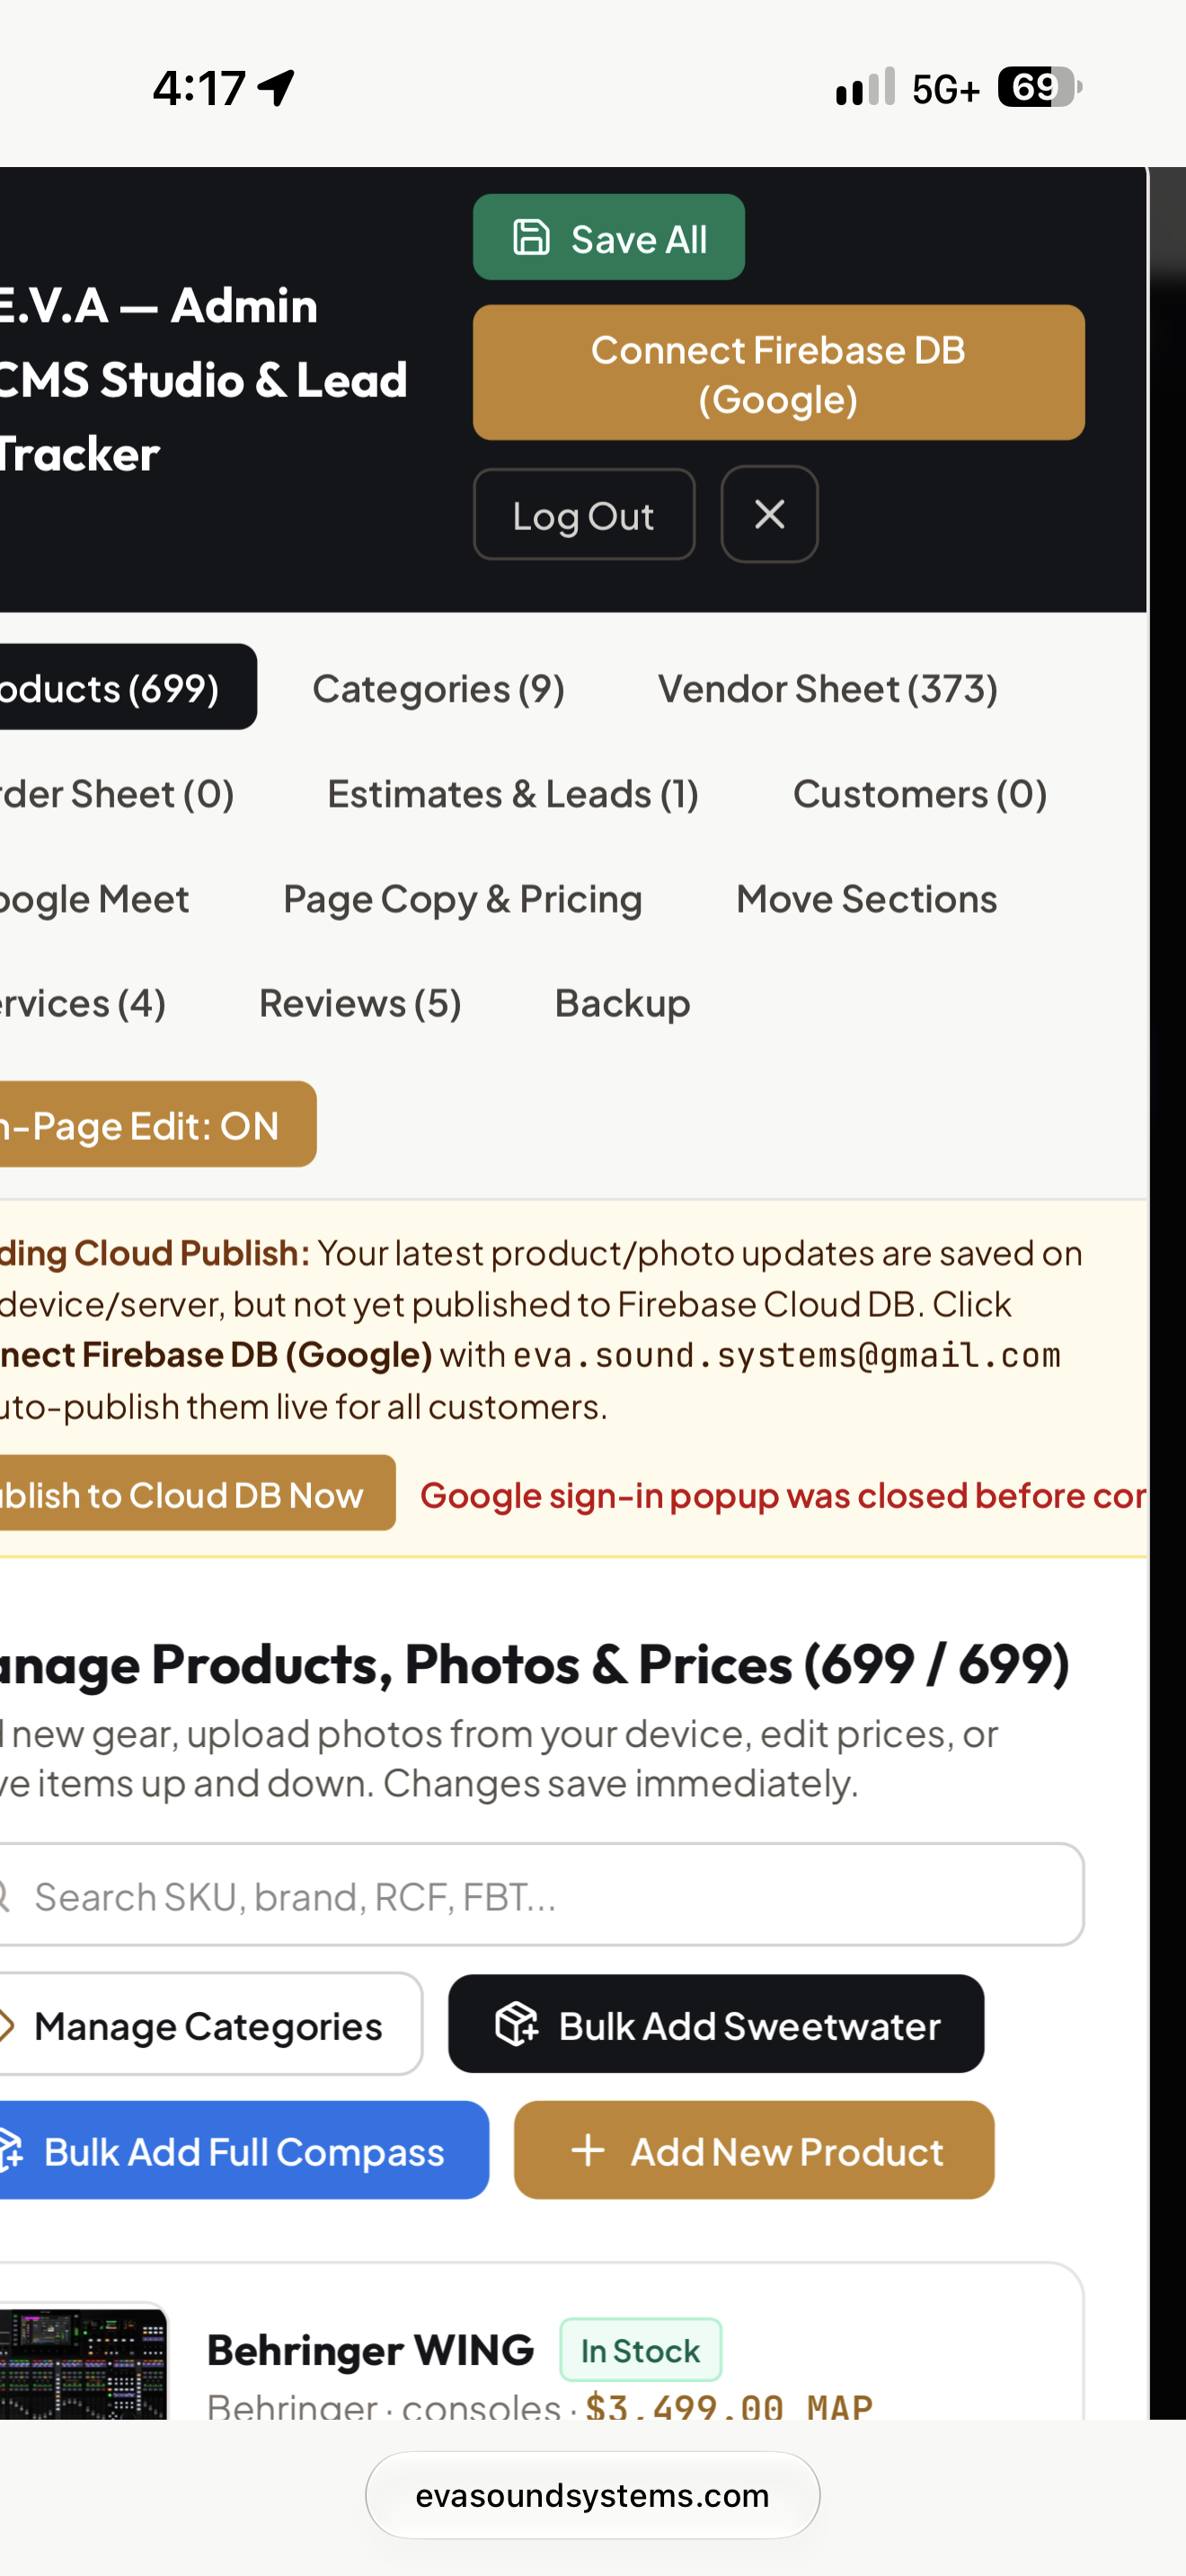 4:17
5G+ 69
Save All
E.V.A — Admin
CMS Studio & Lead
Tracker
Connect Firebase DB
(Google)
Log Out
oducts (699)
Categories (9)
Vendor Sheet (373)
rder Sheet (0)
Estimates & Leads (1)
Customers (0)
oogle Meet
Page Copy & Pricing
Move Sections
ervices (4)
Reviews (5)
Backup
n-Page Edit: ON
ding Cloud Publish: Your latest product/photo updates are saved on
device/server, but not yet published to Firebase Cloud DB. Click
nnect Firebase DB (Google) with eva.sound.systems@gmail.com
uto-publish them live for all customers.
ublish to Cloud DB Now
Google sign-in popup was closed before cor
anage Products, Photos & Prices (699 / 699)
d new gear, upload photos from your device, edit prices, or
ve items up and down. Changes save immediately.
Search SKU, brand, RCF, FBT...
Manage Categories
Bulk Add Sweetwater
Bulk Add Full Compass
Add New Product
Behringer WING
In Stock
Behringer · consoles · $3,499.00 MAP
evasoundsystems.com